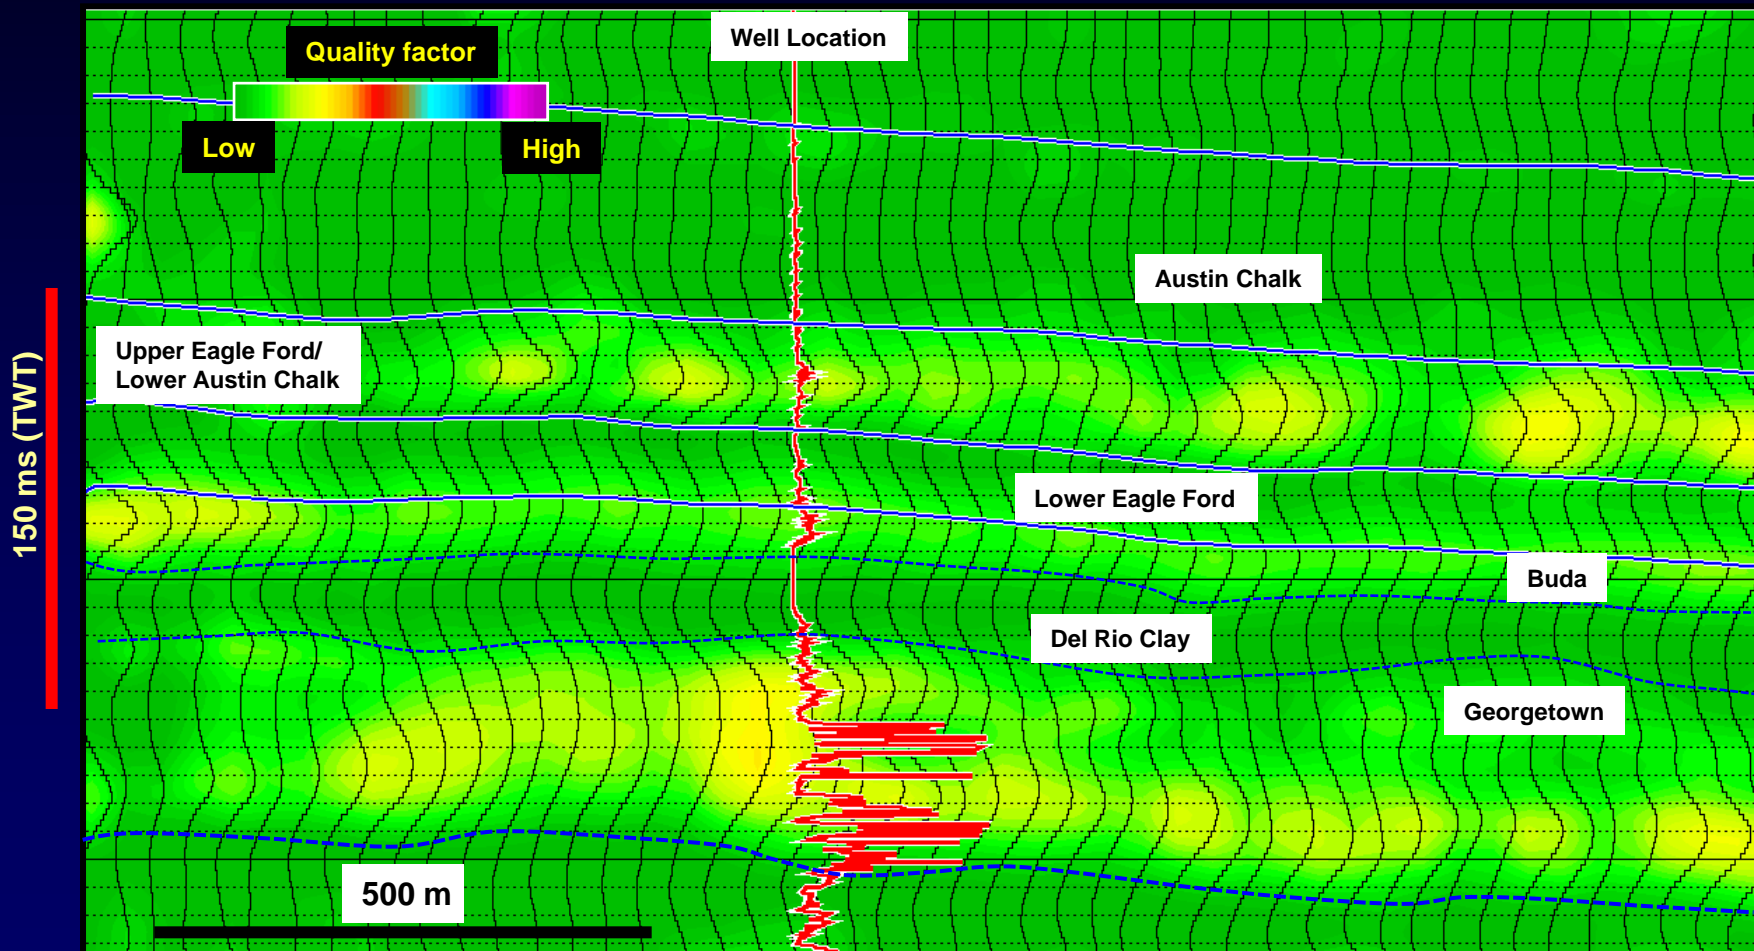 Well Location
Quality factor
Low
High
Austin Chalk
Upper Eagle Ford/
Lower Austin Chalk
150 ms (TWT)
Lower Eagle Ford
Buda
Del Rio Clay
Georgetown
500 m